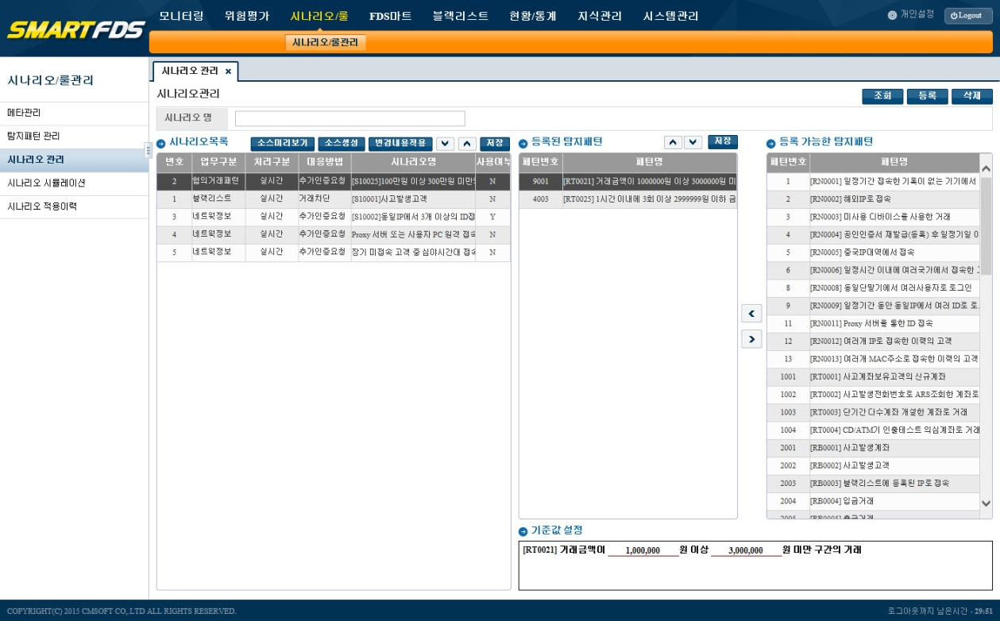 SMARTFDS
모니터링 위험평가 시나리오/룰 FDS마트 블랙리스트 현황/통계 지식관리 시스템관리
개인설정 Logout
시나리오/룰관리
시나리오/룰관리
메타관리
탐지패턴 관리
시나리오 관리
시나리오 시뮬레이션
시나리오 적용이력
시나리오 관리 ×
시나리오관리
조회 등록 삭제
시나리오 명
시나리오목록 소스미리보기 소스생성 변경내용적용 저장
번호 업무구분 처리구분 대응방법 시나리오명 사용여부
2 혐의거래패턴 실시간 추가인증요청 [S10025]100만원 이상 300만원 미만 N
1 블랙리스트 실시간 거래차단 [S10001]사고발생고객 N
3 네트웍정보 실시간 추가인증요청 [S10002]동일IP에서 3개 이상의 ID접 Y
4 네트웍정보 실시간 추가인증요청 Proxy 서버 또는 사용자 PC 원격 접속 N
5 네트웍정보 실시간 추가인증요청 장기 미접속 고객 중 심야시간대 접속 N
등록된 탐지패턴 저장
패턴번호 패턴명
9001 [RT0021] 거래금액이 1000000원 이상 3000000원 미
4003 [RT0025] 1시간 이내에 3회 이상 2999999원 이하 금
등록 가능한 탐지패턴
패턴번호 패턴명
1 [RN0001] 일정기간 접속한 기록이 없는 기기에서
2 [RN0002] 해외IP로 접속
3 [RN0003] 미사용 디바이스를 사용한 거래
4 [RN0004] 공인인증서 재발급(등록) 후 일정기일 이
5 [RN0005] 중국IP대역에서 접속
6 [RN0006] 일정시간 이내에 여러국가에서 접속한
8 [RN0008] 동일단말기에서 여러사용자로 로그인
9 [RN0009] 일정기간 동안 동일IP에서 여러 ID로 로
11 [RN0011] Proxy 서버를 통한 ID 접속
12 [RN0012] 여러개 IP로 접속한 이력의 고객
13 [RN0013] 여러개 MAC주소로 접속한 이력의 고객
1001 [RT0001] 사고계좌보유고객의 신규계좌
1002 [RT0002] 사고발생전화번호로 ARS조회한 계좌로
1003 [RT0003] 단기간 다수계좌 개설한 계좌로 거래
1004 [RT0004] CD/ATM기 인출테스트 의심계좌로 거래
2001 [RB0001] 사고발생계좌
2002 [RB0002] 사고발생고객
2003 [RB0003] 블랙리스트에 등록된 IP로 접속
2004 [RB0004] 입금거래
2005 [RB0005] 출금거래
기준값 설정
[RT0021] 거래금액이 1,000,000 원 이상 3,000,000 원 미만 구간의 거래
COPYRIGHT(C) 2015 CMSOFT CO,.LTD ALL RIGHTS RESERVED.
로그아웃까지 남은시간 - 29:51